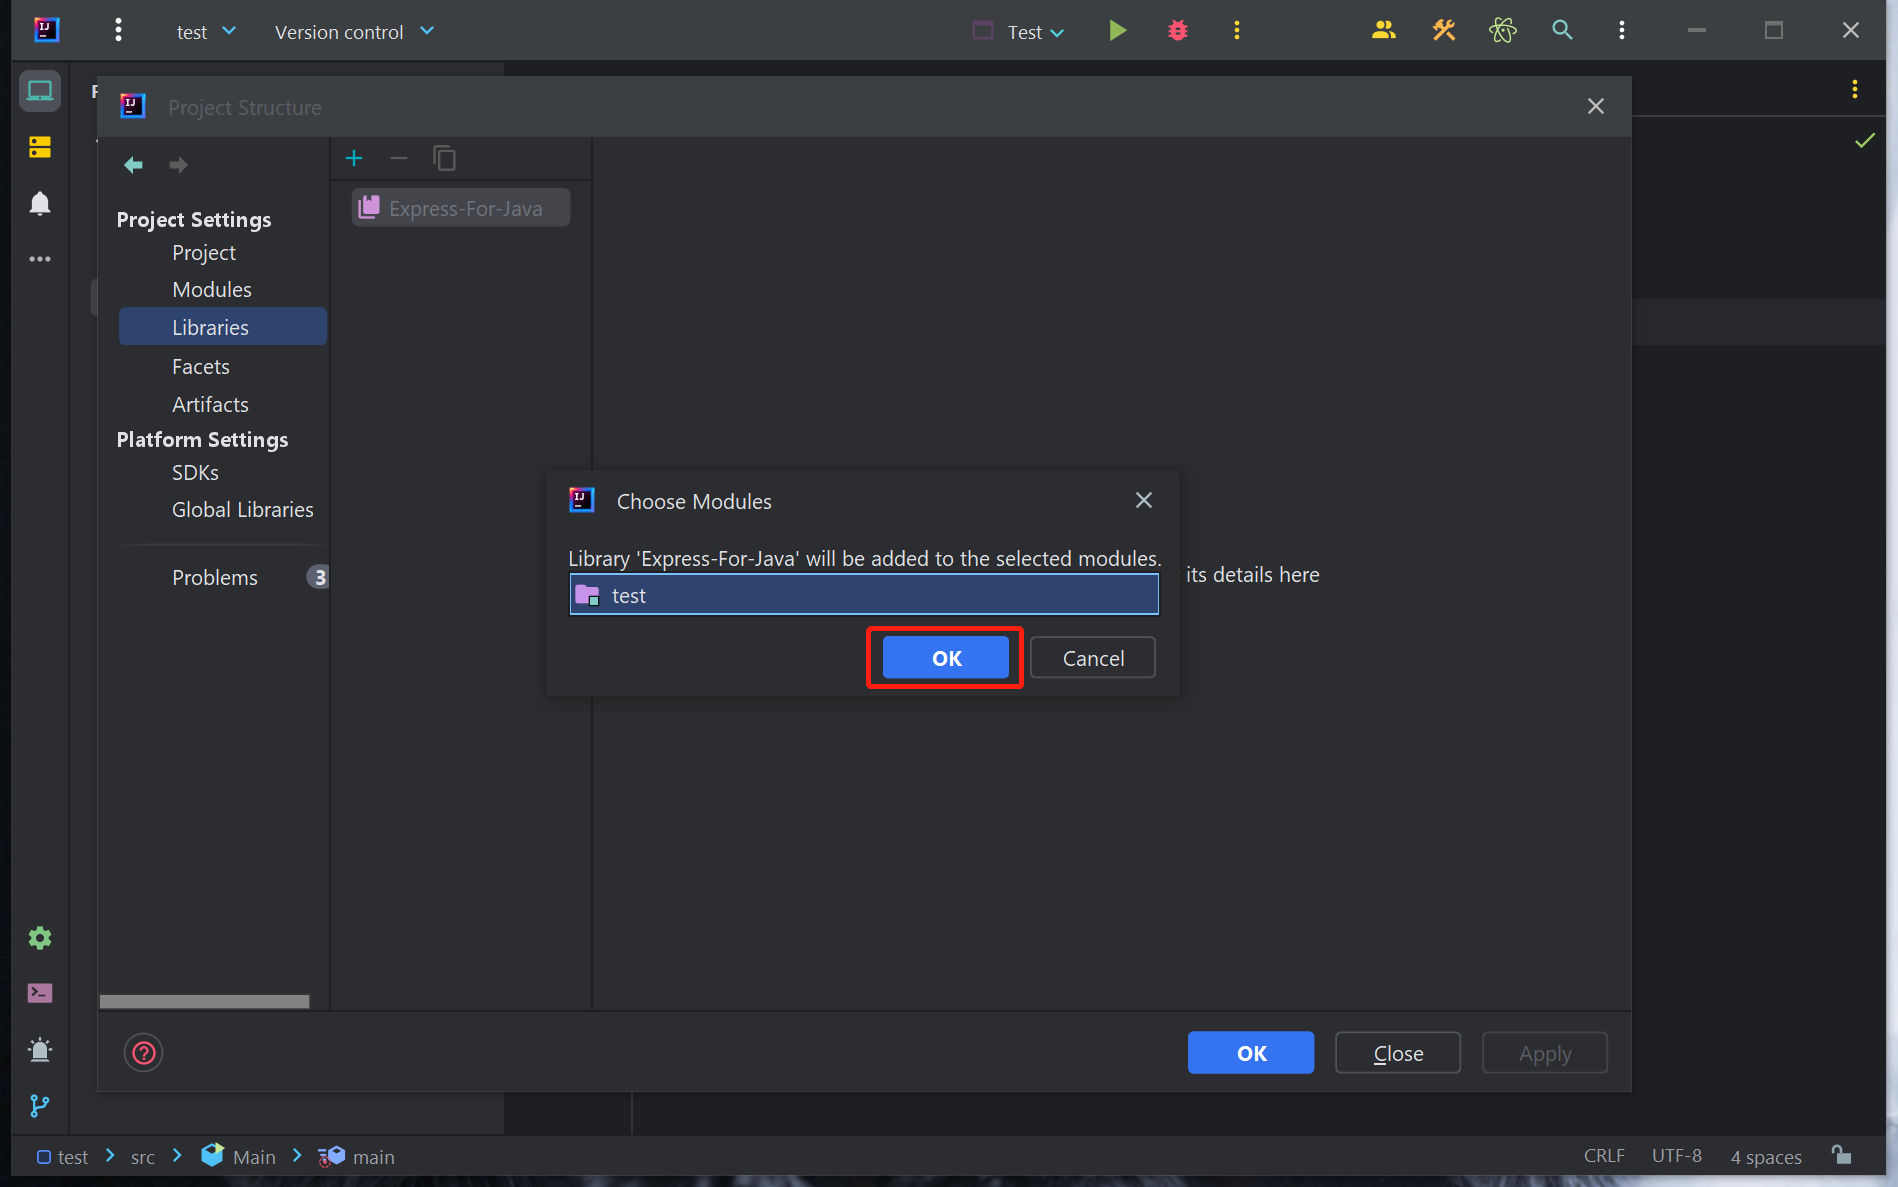 test Version control Test
Project Structure
Express-For-Java
Project Settings
Project
Modules
Libraries
Facets
Artifacts
Platform Settings
SDKs
Global Libraries
Problems 3
Choose Modules
Library 'Express-For-Java' will be added to the selected modules.
its details here
test
OK Cancel
OK Close Apply
test src Main main CRLF UTF-8 4 spaces